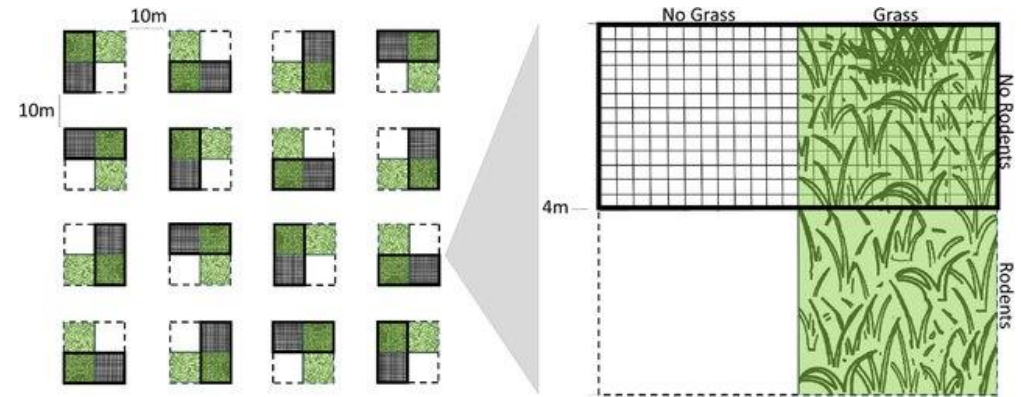 10m
10m
No Grass
Grass
No Rodents
4m
Rodents